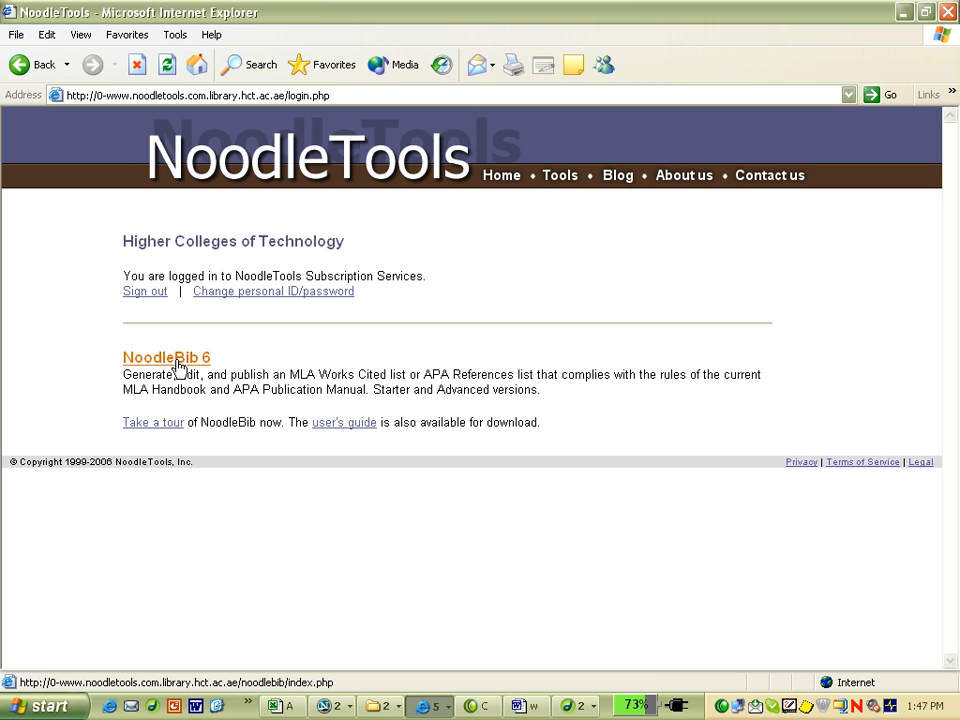 NoodleTools - Microsoft Internet Explorer
File Edit View Favorites Tools Help
Back Search Favorites Media
Address http://0-www.noodletools.com.library.hct.ac.ae/login.php Go Links »
NoodleTools
Home • Tools • Blog • About us • Contact us
Higher Colleges of Technology
You are logged in to NoodleTools Subscription Services.
Sign out | Change personal ID/password
NoodleBib 6
Generate, edit, and publish an MLA Works Cited list or APA References list that complies with the rules of the current
MLA Handbook and APA Publication Manual. Starter and Advanced versions.
Take a tour of NoodleBib now. The user's guide is also available for download.
© Copyright 1999-2006 NoodleTools, Inc. Privacy | Terms of Service | Legal
http://0-www.noodletools.com.library.hct.ac.ae/noodlebib/index.php Internet
start » A 2 2 5 C w 2 73% 1:47 PM